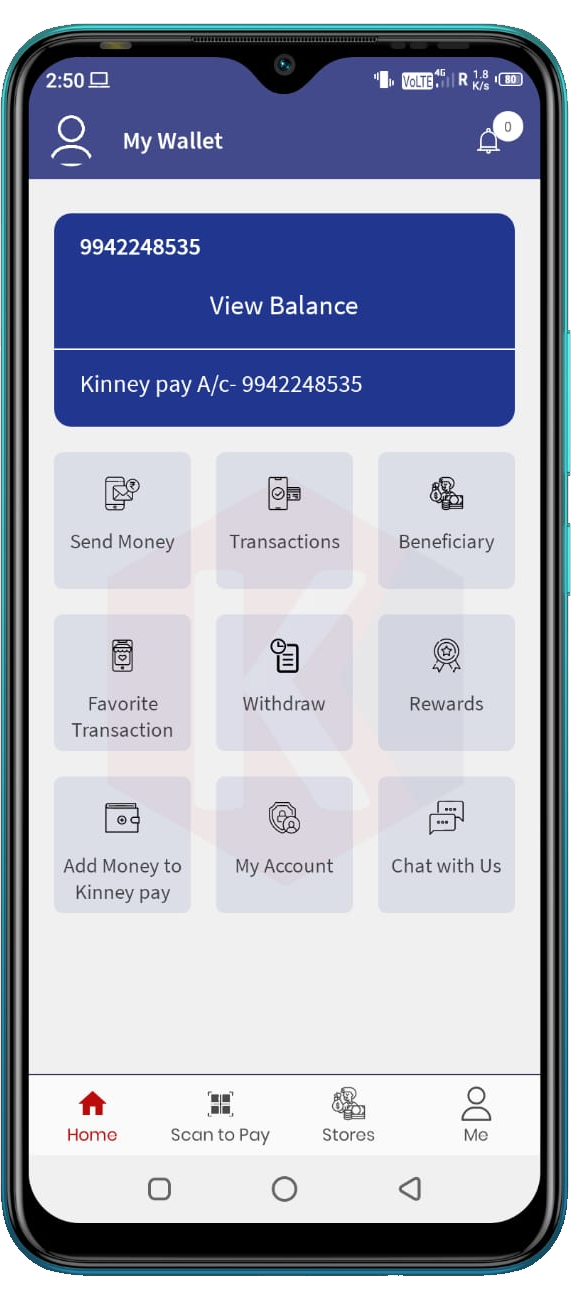 2:50 VoLTE 4G R 1.8 K/s 80
My Wallet 0
9942248535
View Balance
Kinney pay A/c- 9942248535
Send Money Transactions Beneficiary
Favorite Transaction Withdraw Rewards
Add Money to Kinney pay My Account Chat with Us
Home Scan to Pay Stores Me